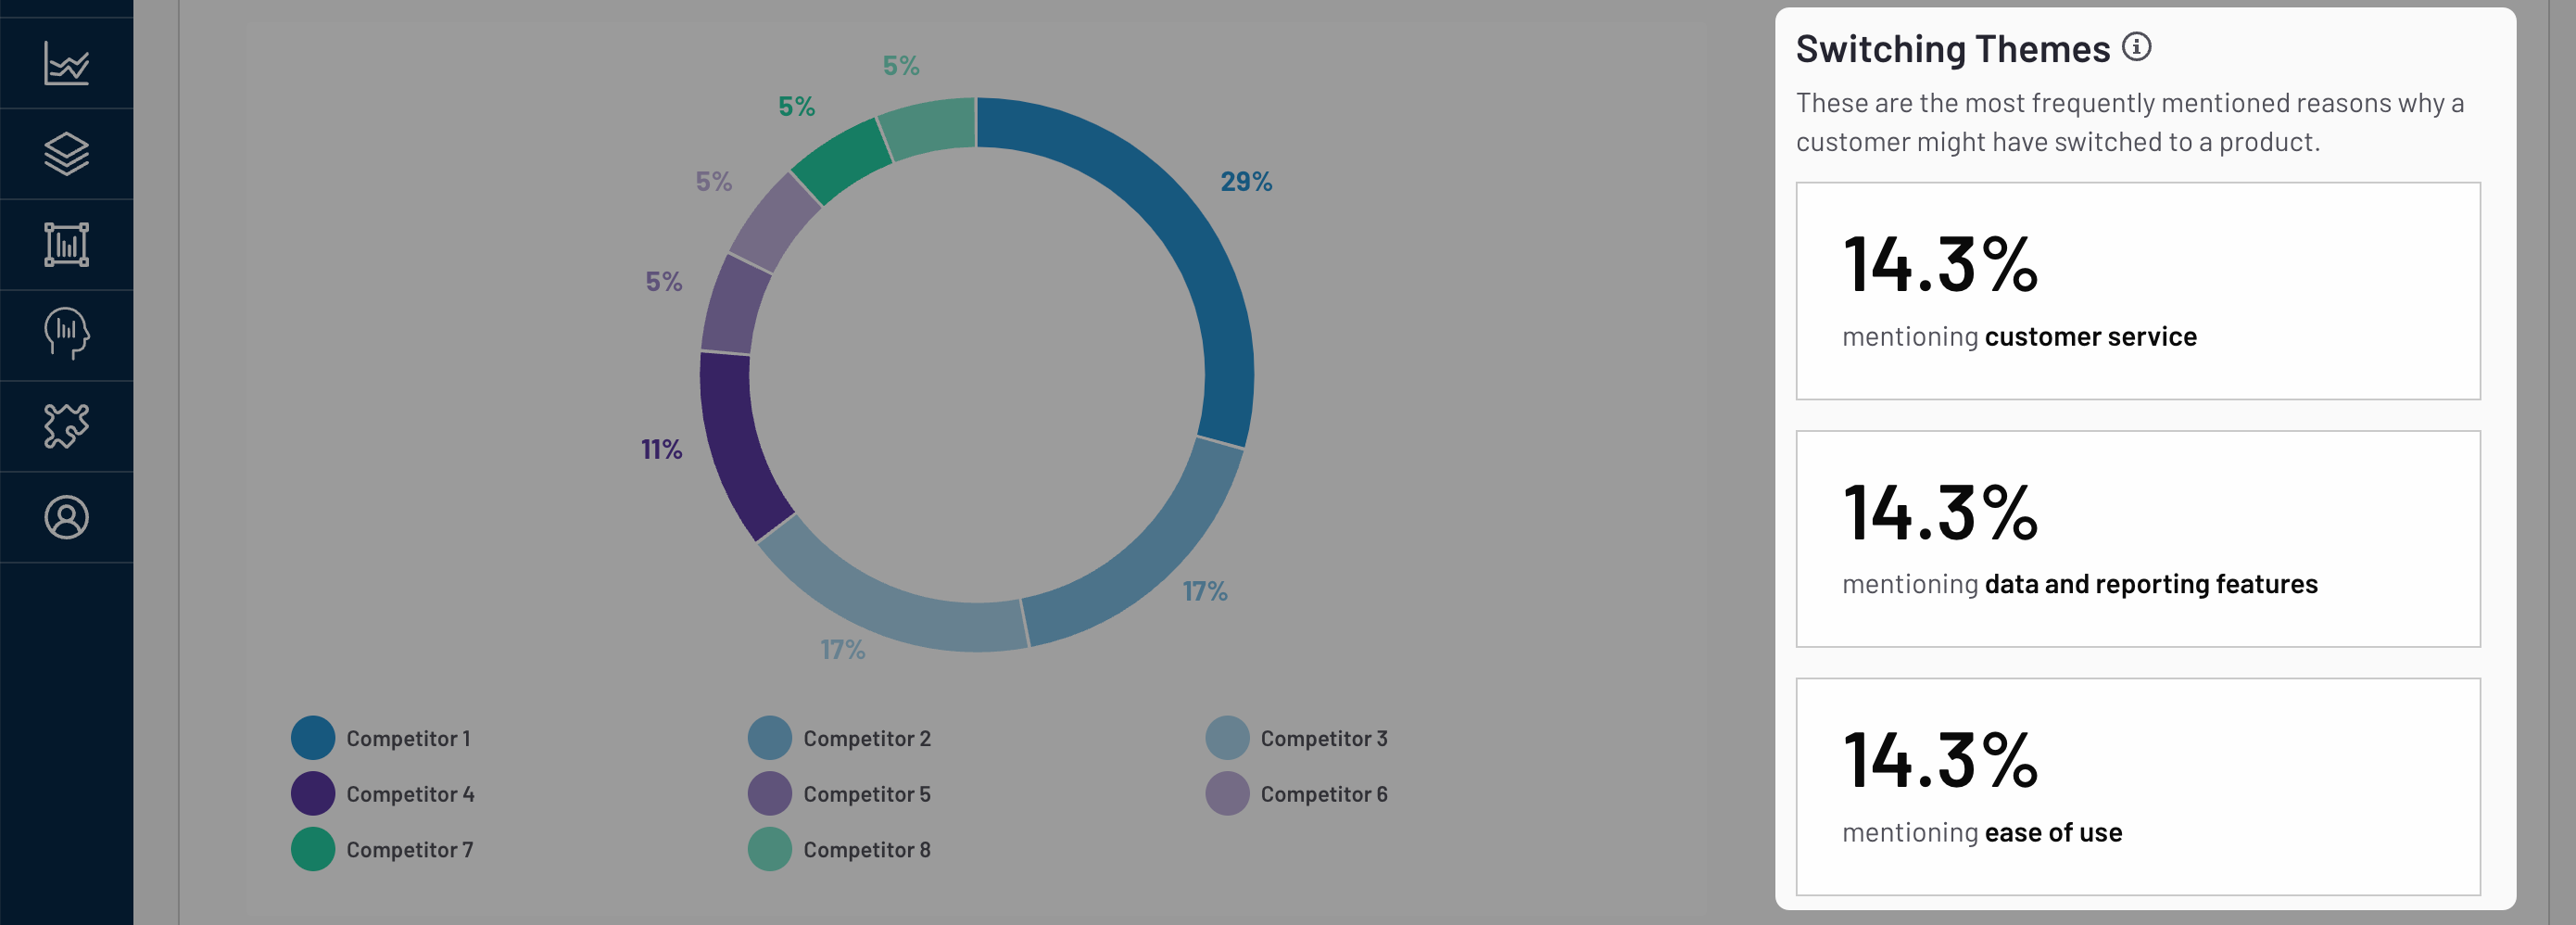 5%
5%
5%
5%
11%
17%
17%
29%
Competitor 1
Competitor 2
Competitor 3
Competitor 4
Competitor 5
Competitor 6
Competitor 7
Competitor 8
Switching Themes
These are the most frequently mentioned reasons why a
customer might have switched to a product.
14.3%
mentioning customer service
14.3%
mentioning data and reporting features
14.3%
mentioning ease of use